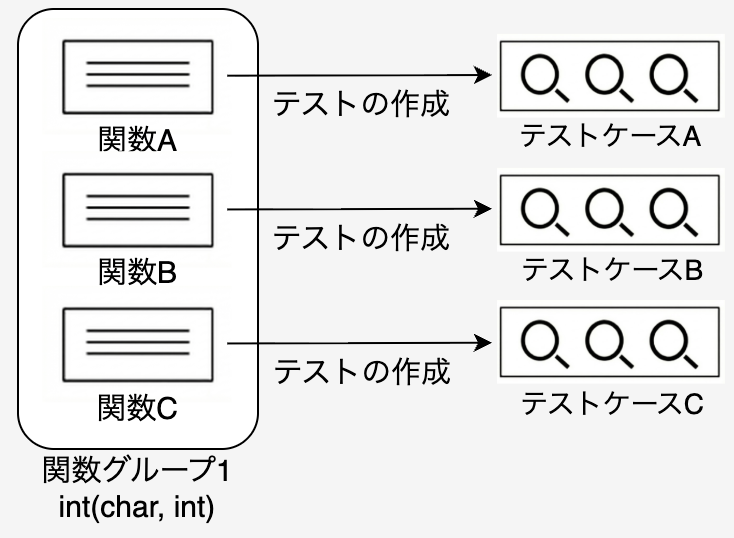 関数A
テストの作成
テストケースA
関数B
テストの作成
テストケースB
関数C
テストの作成
テストケースC
関数グループ1
int(char, int)